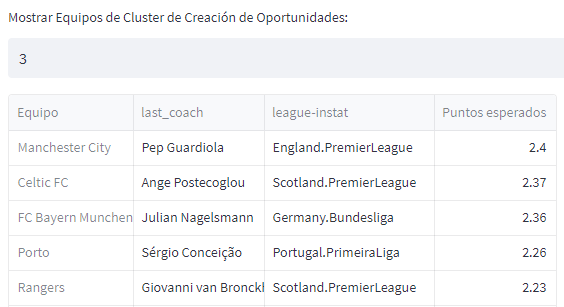 Mostrar Equipos de Cluster de Creación de Oportunidades:
3
Equipo last_coach league-instat Puntos esperados
Manchester City Pep Guardiola England.PremierLeague 2.4
Celtic FC Ange Postecoglou Scotland.PremierLeague 2.37
FC Bayern Munchen Julian Nagelsmann Germany.Bundesliga 2.36
Porto Sérgio Conceição Portugal.PrimeiraLiga 2.26
Rangers Giovanni van Bronckh Scotland.PremierLeague 2.23